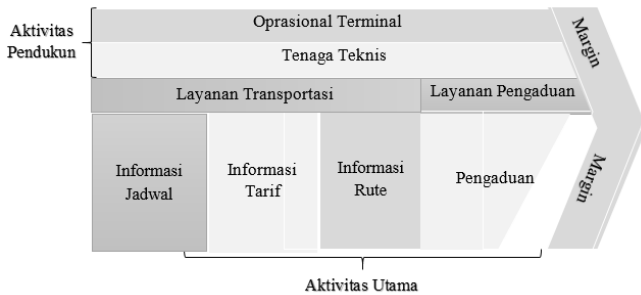 Aktivitas
Pendukun
Oprasional Terminal
Tenaga Teknis
Margin
Layanan Transportasi
Layanan Pengaduan
Informasi
Jadwal
Informasi
Tarif
Informasi
Rute
Pengaduan
Margin
Aktivitas Utama